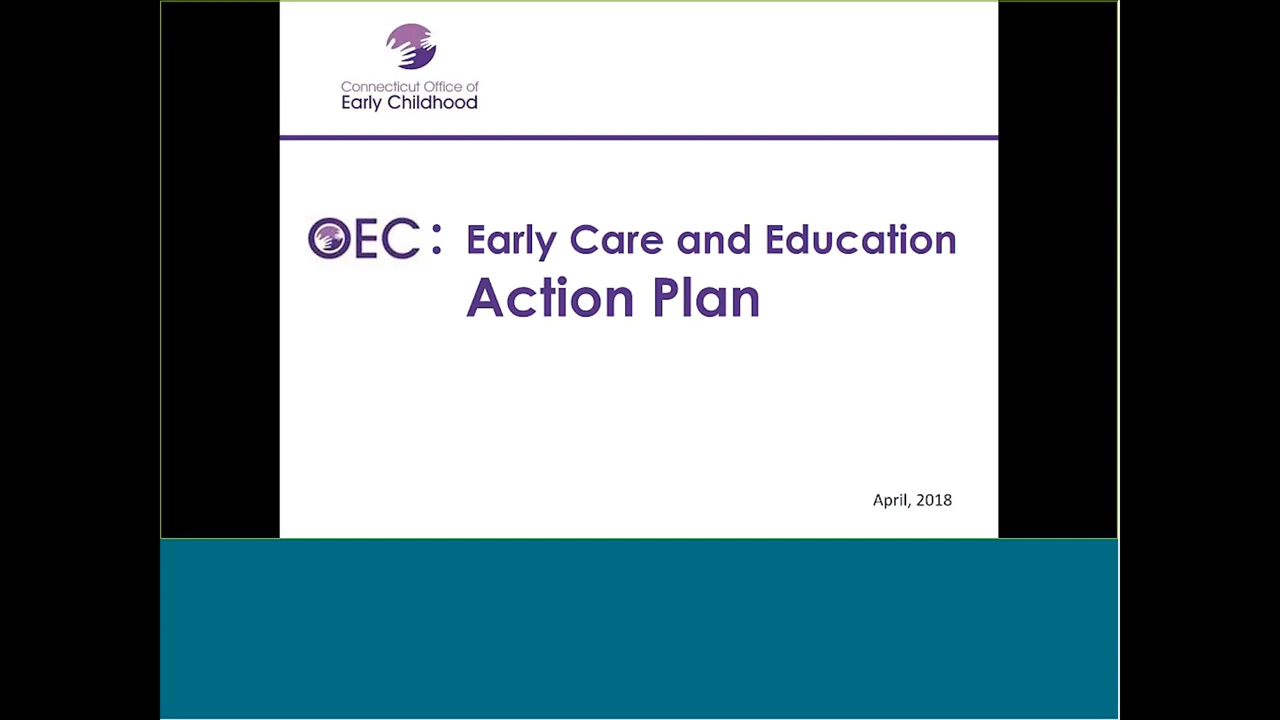 Connecticut Office of
Early Childhood
OEC: Early Care and Education
Action Plan
April, 2018